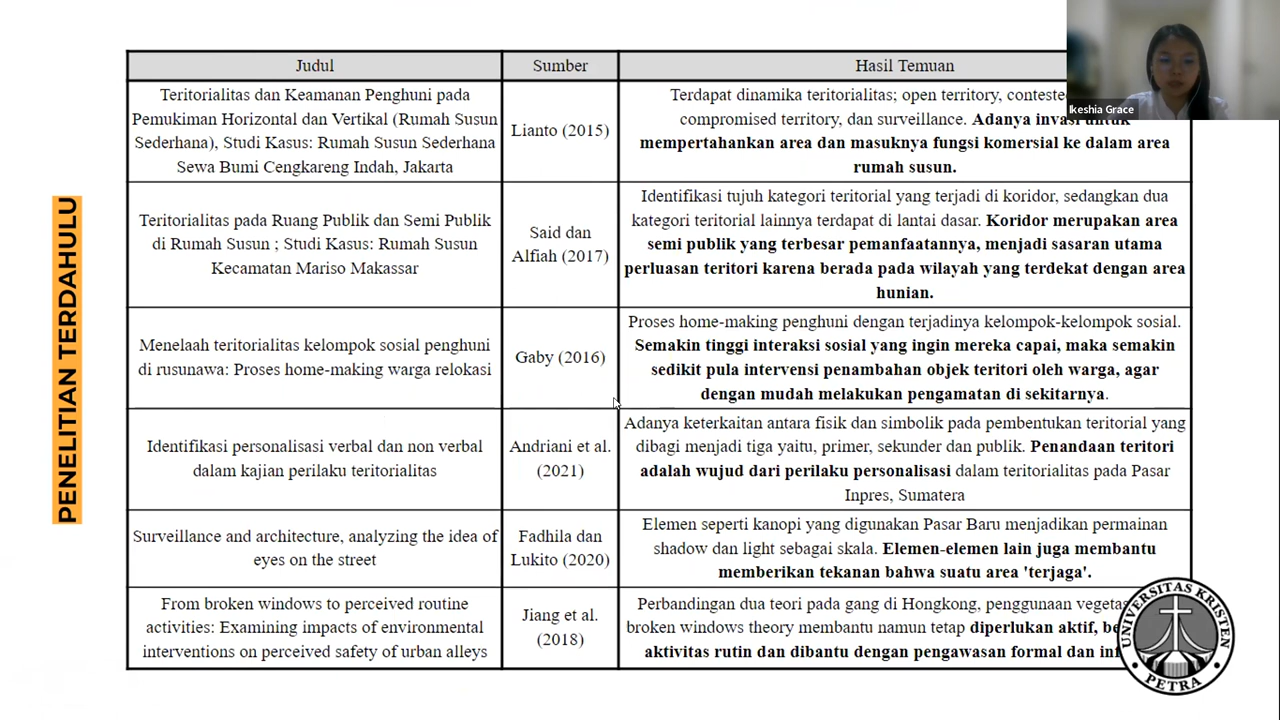 Judul Sumber Hasil Temuan
Teritorialitas dan Keamanan Penghuni pada
Pemukiman Horizontal dan Vertikal (Rumah Susun
Sederhana), Studi Kasus: Rumah Susun Sederhana
Sewa Bumi Cengkareng Indah, Jakarta
Lianto (2015)
Terdapat dinamika teritorialitas; open territory,
compromised territory, dan surveillance. Adanya
mempertahankan area dan masuknya fungsi komersial ke dalam area
rumah susun.
Teritorialitas pada Ruang Publik dan Semi Publik
di Rumah Susun ; Studi Kasus: Rumah Susun
Kecamatan Mariso Makassar
Said dan
Alfiah (2017)
Identifikasi tujuh kategori teritorial yang terjadi di koridor, sedangkan dua
kategori teritorial lainnya terdapat di lantai dasar. Koridor merupakan area
semi publik yang terbesar pemanfaatannya, menjadi sasaran utama
perluasan teritori karena berada pada wilayah yang terdekat dengan area
hunian.
Menelaah teritorialitas kelompok sosial penghuni
di rusunawa: Proses home-making warga relokasi
Gaby (2016)
Proses home-making penghuni dengan terjadinya kelompok-kelompok sosial.
Semakin tinggi interaksi sosial yang ingin mereka capai, maka semakin
sedikit pula intervensi penambahan objek teritori oleh warga, agar
dengan mudah melakukan pengamatan di sekitarnya.
Identifikasi personalisasi verbal dan non verbal
dalam kajian perilaku teritorialitas
Andriani et al.
(2021)
Adanya keterkaitan antara fisik dan simbolik pada pembentukan teritorial yang
dibagi menjadi tiga yaitu, primer, sekunder dan publik. Penandaan teritori
adalah wujud dari perilaku personalisasi dalam teritorialitas pada Pasar
Inpres, Sumatera
Surveillance and architecture, analyzing the idea of
eyes on the street
Fadhila dan
Lukito (2020)
Elemen seperti kanopi yang digunakan Pasar Baru menjadikan permainan
shadow dan light sebagai skala. Elemen-elemen lain juga membantu
memberikan tekanan bahwa suatu area 'terjaga'.
From broken windows to perceived routine
activities: Examining impacts of environmental
interventions on perceived safety of urban alleys
Jiang et al.
(2018)
Perbandingan dua teori pada gang di Hongkong, penggunaan
broken windows theory membantu namun tetap diperlukan aktif,
aktivitas rutin dan dibantu dengan pengawasan formal dan
PENELITIAN TERDAHULU
Ikeshia Grace
UNIVERSITAS KRISTEN
PETRA